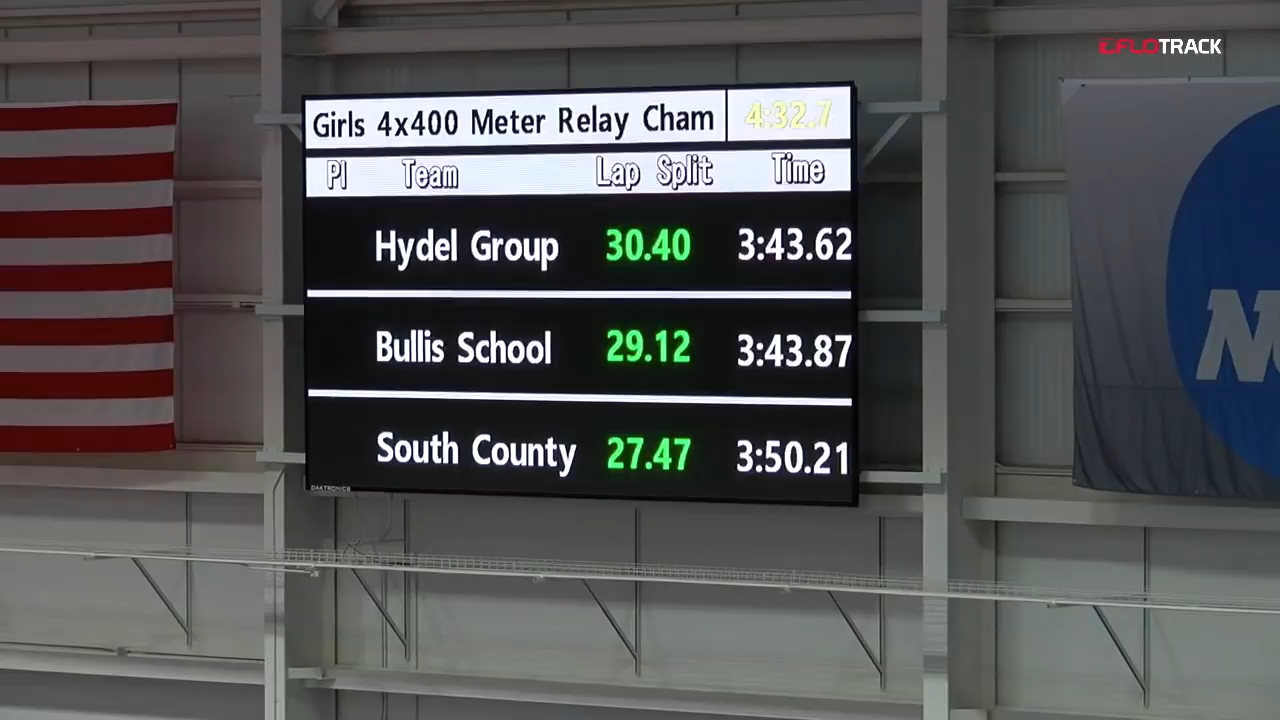 FLOTRACK
Girls 4x400 Meter Relay Cham 4:32.7
Pl Team Lap Split Time
Hydel Group 30.40 3:43.62
Bullis School 29.12 3:43.87
South County 27.47 3:50.21
DAKTRONICS